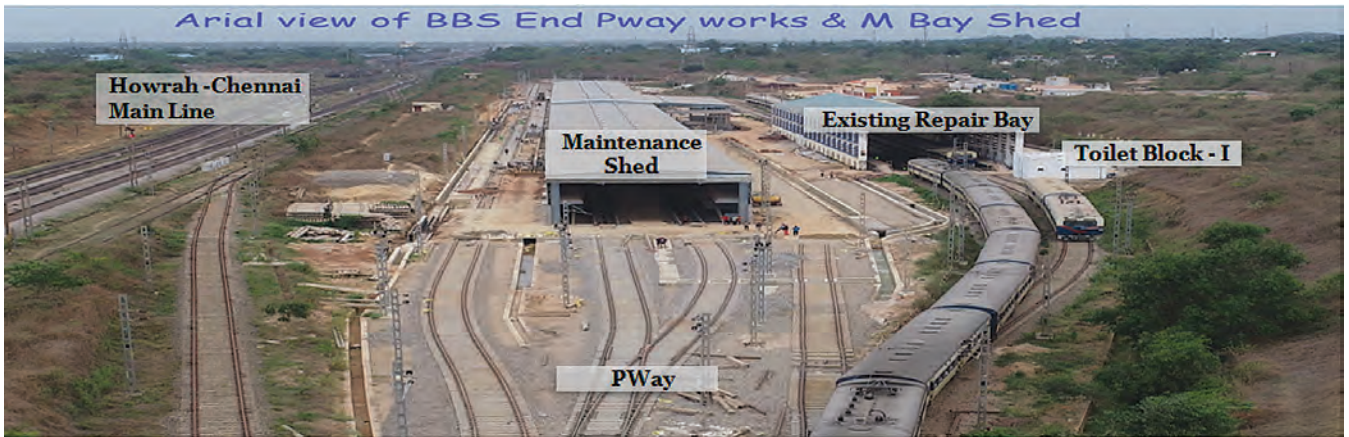 Arial view of BBS End Pway works & M Bay Shed
Howrah -Chennai
Main Line
Existing Repair Bay
Maintenance
Shed
Toilet Block - I
PWay